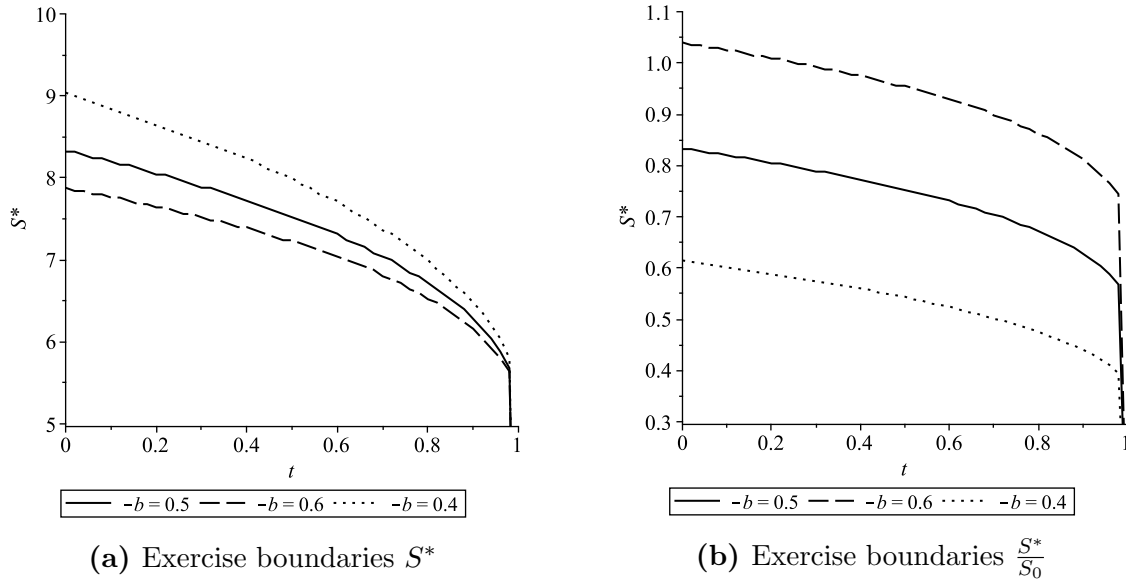 10
9
8
7
6
5
S*
0 0.2 0.4 0.6 0.8 1
t
−b = 0.5 −b = 0.6 −b = 0.4
(a) Exercise boundaries S*
1.1
1.0
0.9
0.8
0.7
0.6
0.5
0.4
0.3
S*
0 0.2 0.4 0.6 0.8 1
t
−b = 0.5 −b = 0.6 −b = 0.4
(b) Exercise boundaries S*/S₀